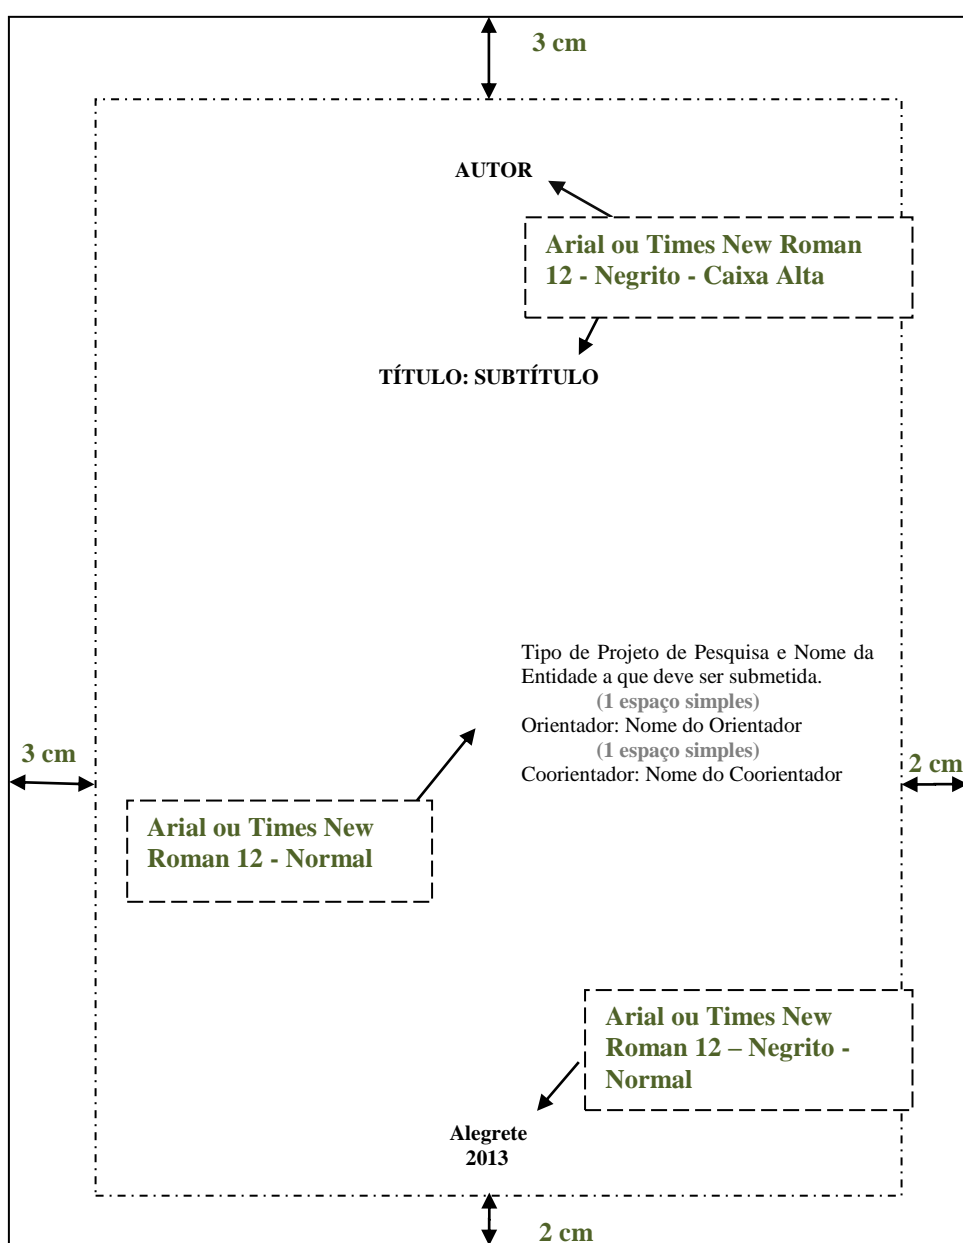 3 cm
AUTOR
Arial ou Times New Roman
12 - Negrito - Caixa Alta
TÍTULO: SUBTÍTULO
Tipo de Projeto de Pesquisa e Nome da
Entidade a que deve ser submetida.
(1 espaço simples)
Orientador: Nome do Orientador
(1 espaço simples)
Coorientador: Nome do Coorientador
3 cm
2 cm
Arial ou Times New
Roman 12 - Normal
Arial ou Times New
Roman 12 – Negrito -
Normal
Alegrete
2013
2 cm